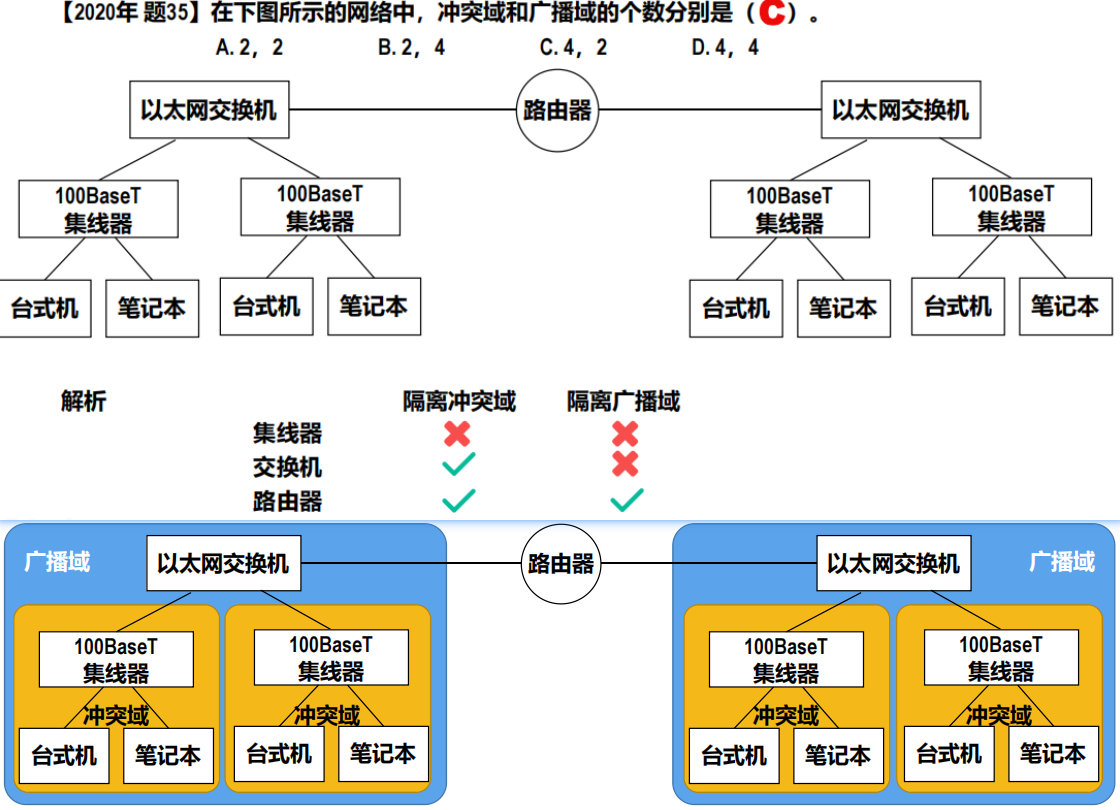 【2020年 题35】在下图所示的网络中，冲突域和广播域的个数分别是（C）。
A. 2，2 B. 2，4 C. 4，2 D. 4，4
以太网交换机 路由器 以太网交换机
100BaseT 100BaseT 100BaseT 100BaseT
集线器 集线器 集线器 集线器
台式机 笔记本 台式机 笔记本 台式机 笔记本 台式机 笔记本
解析 隔离冲突域 隔离广播域
集线器
交换机
路由器
广播域 以太网交换机 路由器 以太网交换机 广播域
100BaseT 100BaseT 100BaseT 100BaseT
集线器 集线器 集线器 集线器
冲突域 冲突域 冲突域 冲突域
台式机 笔记本 台式机 笔记本 台式机 笔记本 台式机 笔记本